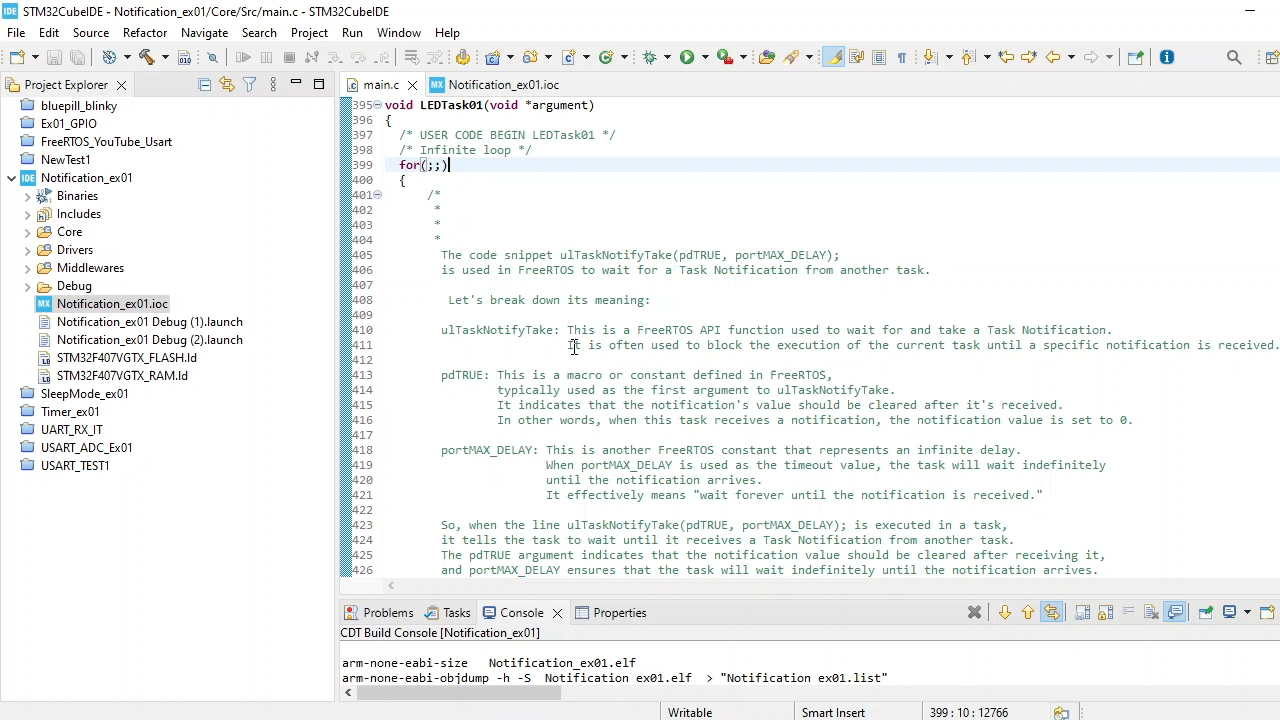 IDE STM32CubeIDE - Notification_ex01/Core/Src/main.c - STM32CubeIDE
File Edit Source Refactor Navigate Search Project Run Window Help
Project Explorer
main.c
MX Notification_ex01.ioc
bluepill_blinky
Ex01_GPIO
FreeRTOS_YouTube_Usart
NewTest1
IDE Notification_ex01
Binaries
Includes
Core
Drivers
Middlewares
Debug
MX Notification_ex01.ioc
Notification_ex01 Debug (1).launch
Notification_ex01 Debug (2).launch
STM32F407VGTX_FLASH.ld
STM32F407VGTX_RAM.ld
SleepMode_ex01
Timer_ex01
UART_RX_IT
USART_ADC_Ex01
USART_TEST1
395 void LEDTask01(void *argument)
396 {
397 /* USER CODE BEGIN LEDTask01 */
398 /* Infinite loop */
399 for(;;)
400 {
401 /*
402 *
403 *
404 *
405 The code snippet ulTaskNotifyTake(pdTRUE, portMAX_DELAY);
406 is used in FreeRTOS to wait for a Task Notification from another task.
407
408 Let's break down its meaning:
409
410 ulTaskNotifyTake: This is a FreeRTOS API function used to wait for and take a Task Notification.
411 It is often used to block the execution of the current task until a specific notification is received.
412
413 pdTRUE: This is a macro or constant defined in FreeRTOS,
414 typically used as the first argument to ulTaskNotifyTake.
415 It indicates that the notification's value should be cleared after it's received.
416 In other words, when this task receives a notification, the notification value is set to 0.
417
418 portMAX_DELAY: This is another FreeRTOS constant that represents an infinite delay.
419 When portMAX_DELAY is used as the timeout value, the task will wait indefinitely
420 until the notification arrives.
421 It effectively means "wait forever until the notification is received."
422
423 So, when the line ulTaskNotifyTake(pdTRUE, portMAX_DELAY); is executed in a task,
424 it tells the task to wait until it receives a Task Notification from another task.
425 The pdTRUE argument indicates that the notification value should be cleared after receiving it,
426 and portMAX_DELAY ensures that the task will wait indefinitely until the notification arrives.
Problems Tasks Console Properties
CDT Build Console [Notification_ex01]
arm-none-eabi-size Notification_ex01.elf
arm-none-eabi-objdump -h -S Notification_ex01.elf > "Notification_ex01.list"
Writable Smart Insert 399 : 10 : 12766